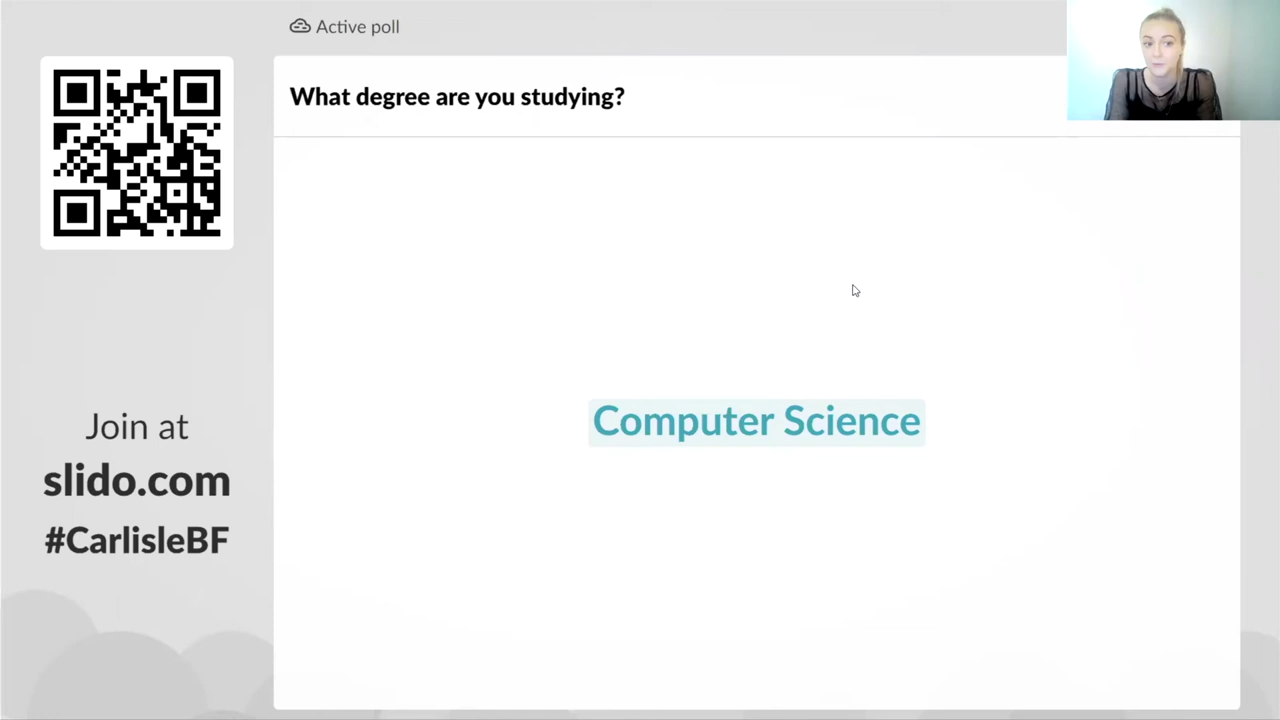 Active poll
What degree are you studying?
Computer Science
Join at
slido.com
#CarlisleBF